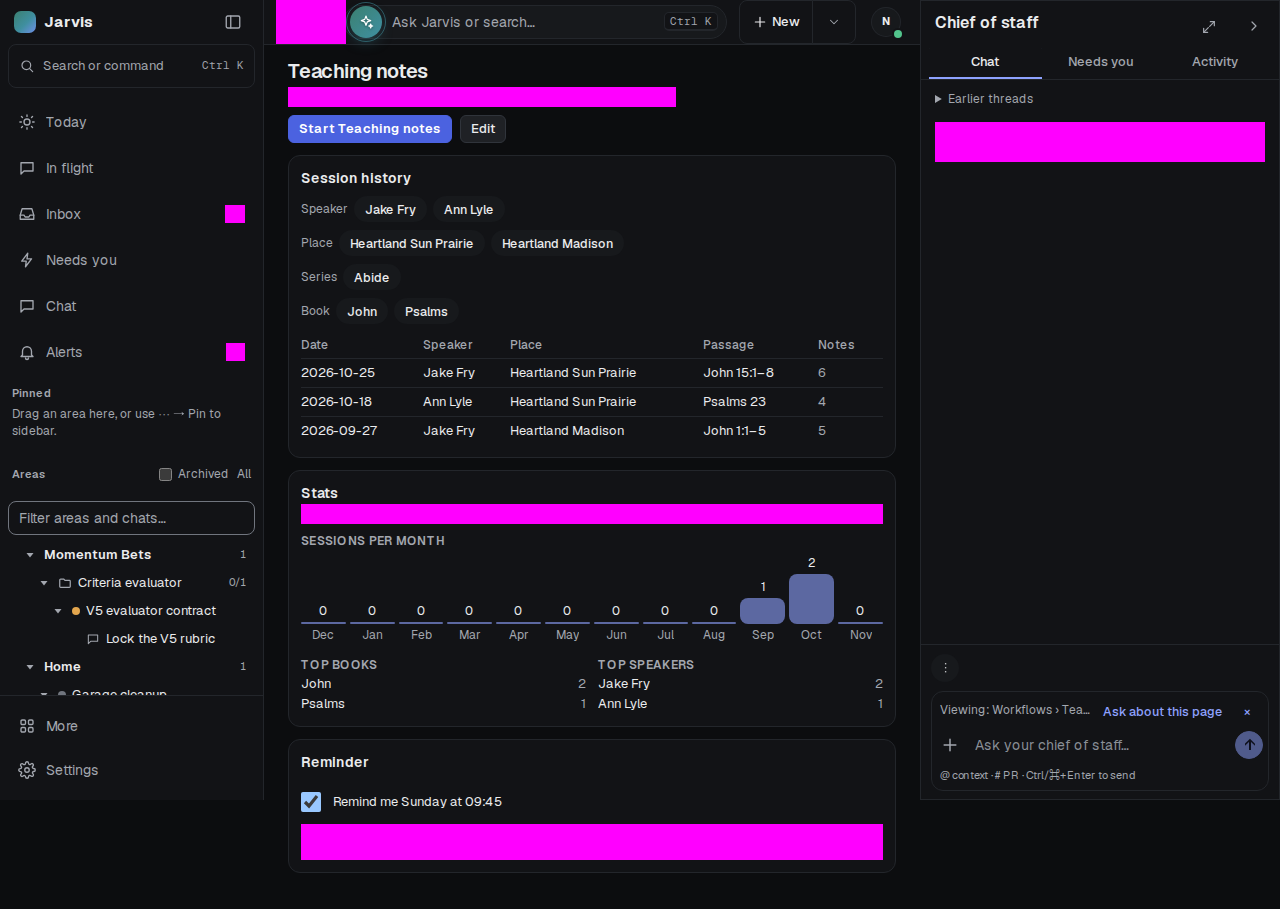 Jarvis
Search or command Ctrl K
Today
In flight
Inbox
Needs you
Chat
Alerts
Pinned
Drag an area here, or use ··· → Pin to
sidebar.
Areas Archived All
Filter areas and chats…
Momentum Bets 1
Criteria evaluator 0/1
V5 evaluator contract
Lock the V5 rubric
Home 1
Garage cleanup
More
Settings
Ask Jarvis or search… Ctrl K
New
N
Teaching notes
Start Teaching notes Edit
Session history
Speaker Jake Fry Ann Lyle
Place Heartland Sun Prairie Heartland Madison
Series Abide
Book John Psalms
Date Speaker Place Passage Notes
2026-10-25 Jake Fry Heartland Sun Prairie John 15:1–8 6
2026-10-18 Ann Lyle Heartland Sun Prairie Psalms 23 4
2026-09-27 Jake Fry Heartland Madison John 1:1–5 5
Stats
SESSIONS PER MONTH
0 0 0 0 0 0 0 0 0 1 2 0
Dec Jan Feb Mar Apr May Jun Jul Aug Sep Oct Nov
TOP BOOKS
John 2
Psalms 1
TOP SPEAKERS
Jake Fry 2
Ann Lyle 1
Reminder
Remind me Sunday at 09:45
Chief of staff
Chat Needs you Activity
Earlier threads
Viewing: Workflows › Tea… Ask about this page ×
Ask your chief of staff…
@ context · # PR · Ctrl/⌘+Enter to send